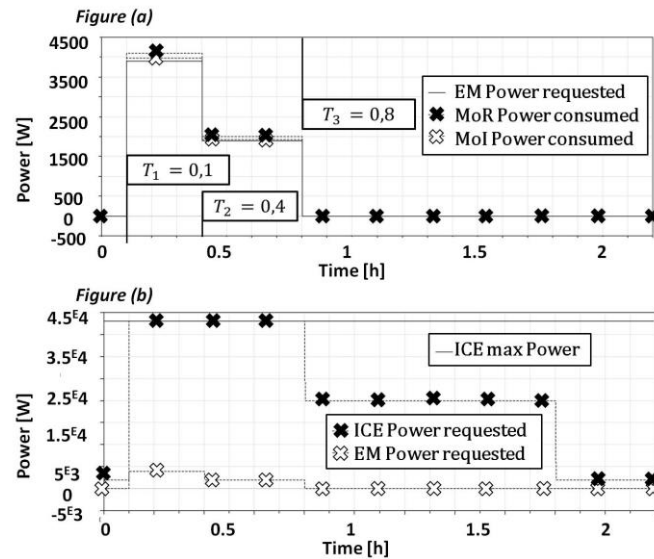 Figure (a)
4500
3500
2500
1500
500
0
-500
Power [W]
EM Power requested
MoR Power consumed
MoI Power consumed
T₁ = 0,1
T₂ = 0,4
T₃ = 0,8
0
0.5
1
1.5
2
Time [h]
Figure (b)
4.5ᴱ4
3.5ᴱ4
2.5ᴱ4
1.5ᴱ4
5ᴱ3
0
-5ᴱ3
Power [W]
ICE max Power
ICE Power requested
EM Power requested
0
0.5
1
1.5
2
Time [h]